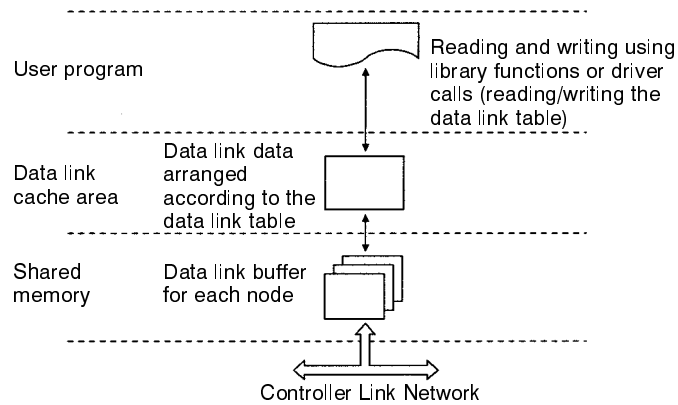 User program
Reading and writing using
library functions or driver
calls (reading/writing the
data link table)
Data link
cache area
Data link data
arranged
according to the
data link table
Shared
memory
Data link buffer
for each node
Controller Link Network